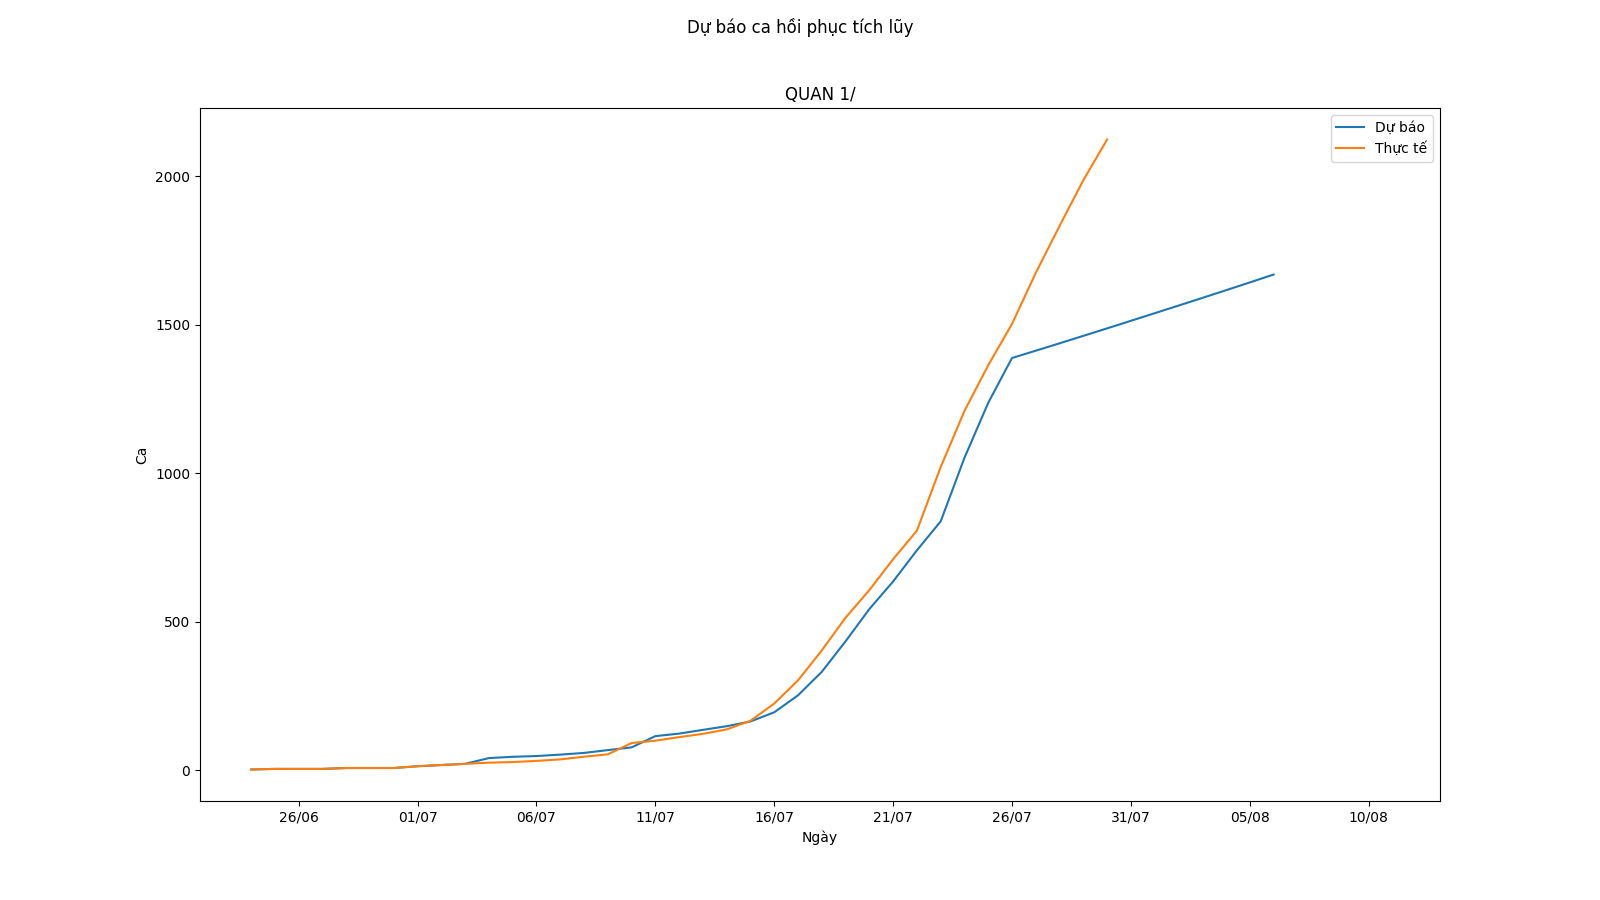 Dự báo ca hồi phục tích lũy
QUAN 1/
Dự báo
Thực tế
2000
1500
1000
500
0
Ca
26/06 01/07 06/07 11/07 16/07 21/07 26/07 31/07 05/08 10/08
Ngày